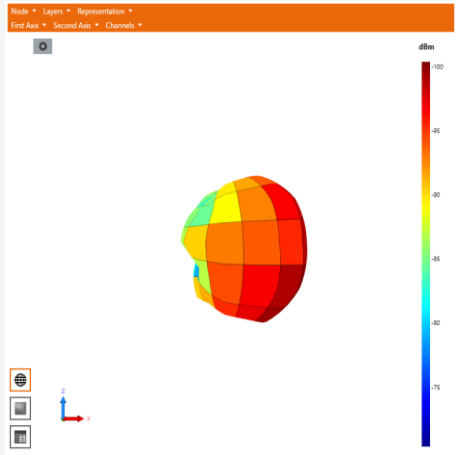 Node Layers Representation
First Axis Second Axis Channels
dBm
-100
-95
-90
-85
-80
-75
z
x